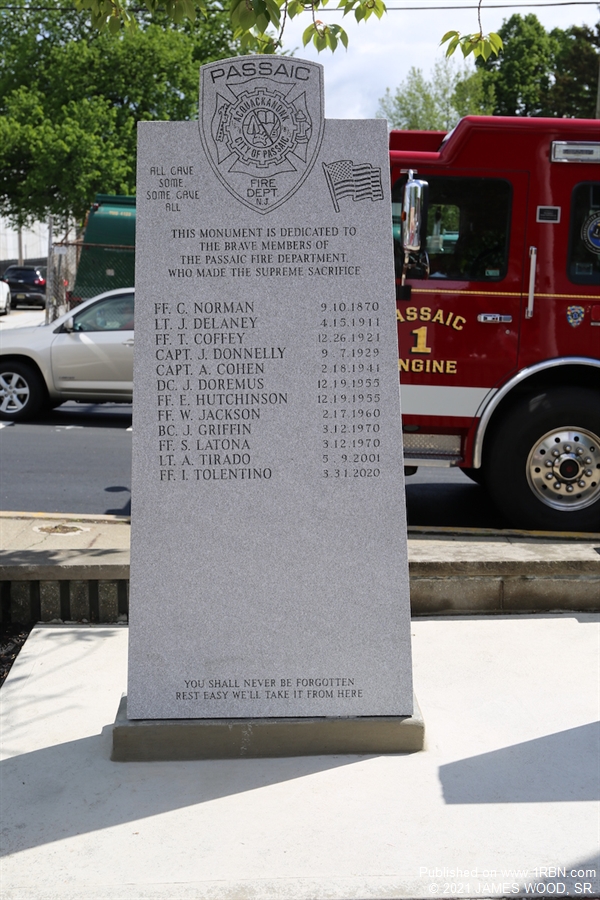 PASSAIC
ACQUACKANONK
CITY OF PASSAIC
FIRE
DEPT.
N.J.
ALL GAVE
SOME,
SOME GAVE
ALL
THIS MONUMENT IS DEDICATED TO
THE BRAVE MEMBERS OF
THE PASSAIC FIRE DEPARTMENT,
WHO MADE THE SUPREME SACRIFICE
FF. C. NORMAN 9.10.1870
LT. J. DELANEY 4.15.1911
FF. T. COFFEY 12.26.1921
CAPT. J. DONNELLY 9.7.1929
CAPT. A. COHEN 2.18.1941
DC. J. DOREMUS 12.19.1955
FF. E. HUTCHINSON 12.19.1955
FF. W. JACKSON 2.17.1960
BC. J. GRIFFIN 3.12.1970
FF. S. LATONA 3.12.1970
LT. A. TIRADO 5.9.2001
FF. I. TOLENTINO 3.31.2020
YOU SHALL NEVER BE FORGOTTEN
REST EASY WE'LL TAKE IT FROM HERE
PASSAIC
1
ENGINE
Published on www.1RBN.com
© 2021 JAMES WOOD, SR.